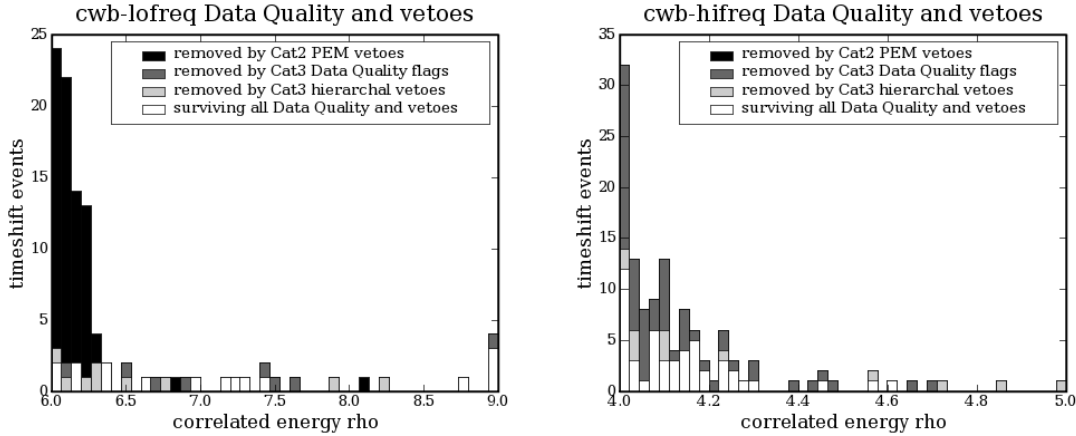 cwb-lofreq Data Quality and vetoes
25
20
15
10
5
0
timeshift events
removed by Cat2 PEM vetoes
removed by Cat3 Data Quality flags
removed by Cat3 hierarchal vetoes
surviving all Data Quality and vetoes
6.0 6.5 7.0 7.5 8.0 8.5 9.0
correlated energy rho
cwb-hifreq Data Quality and vetoes
35
30
25
20
15
10
5
0
timeshift events
removed by Cat2 PEM vetoes
removed by Cat3 Data Quality flags
removed by Cat3 hierarchal vetoes
surviving all Data Quality and vetoes
4.0 4.2 4.4 4.6 4.8 5.0
correlated energy rho